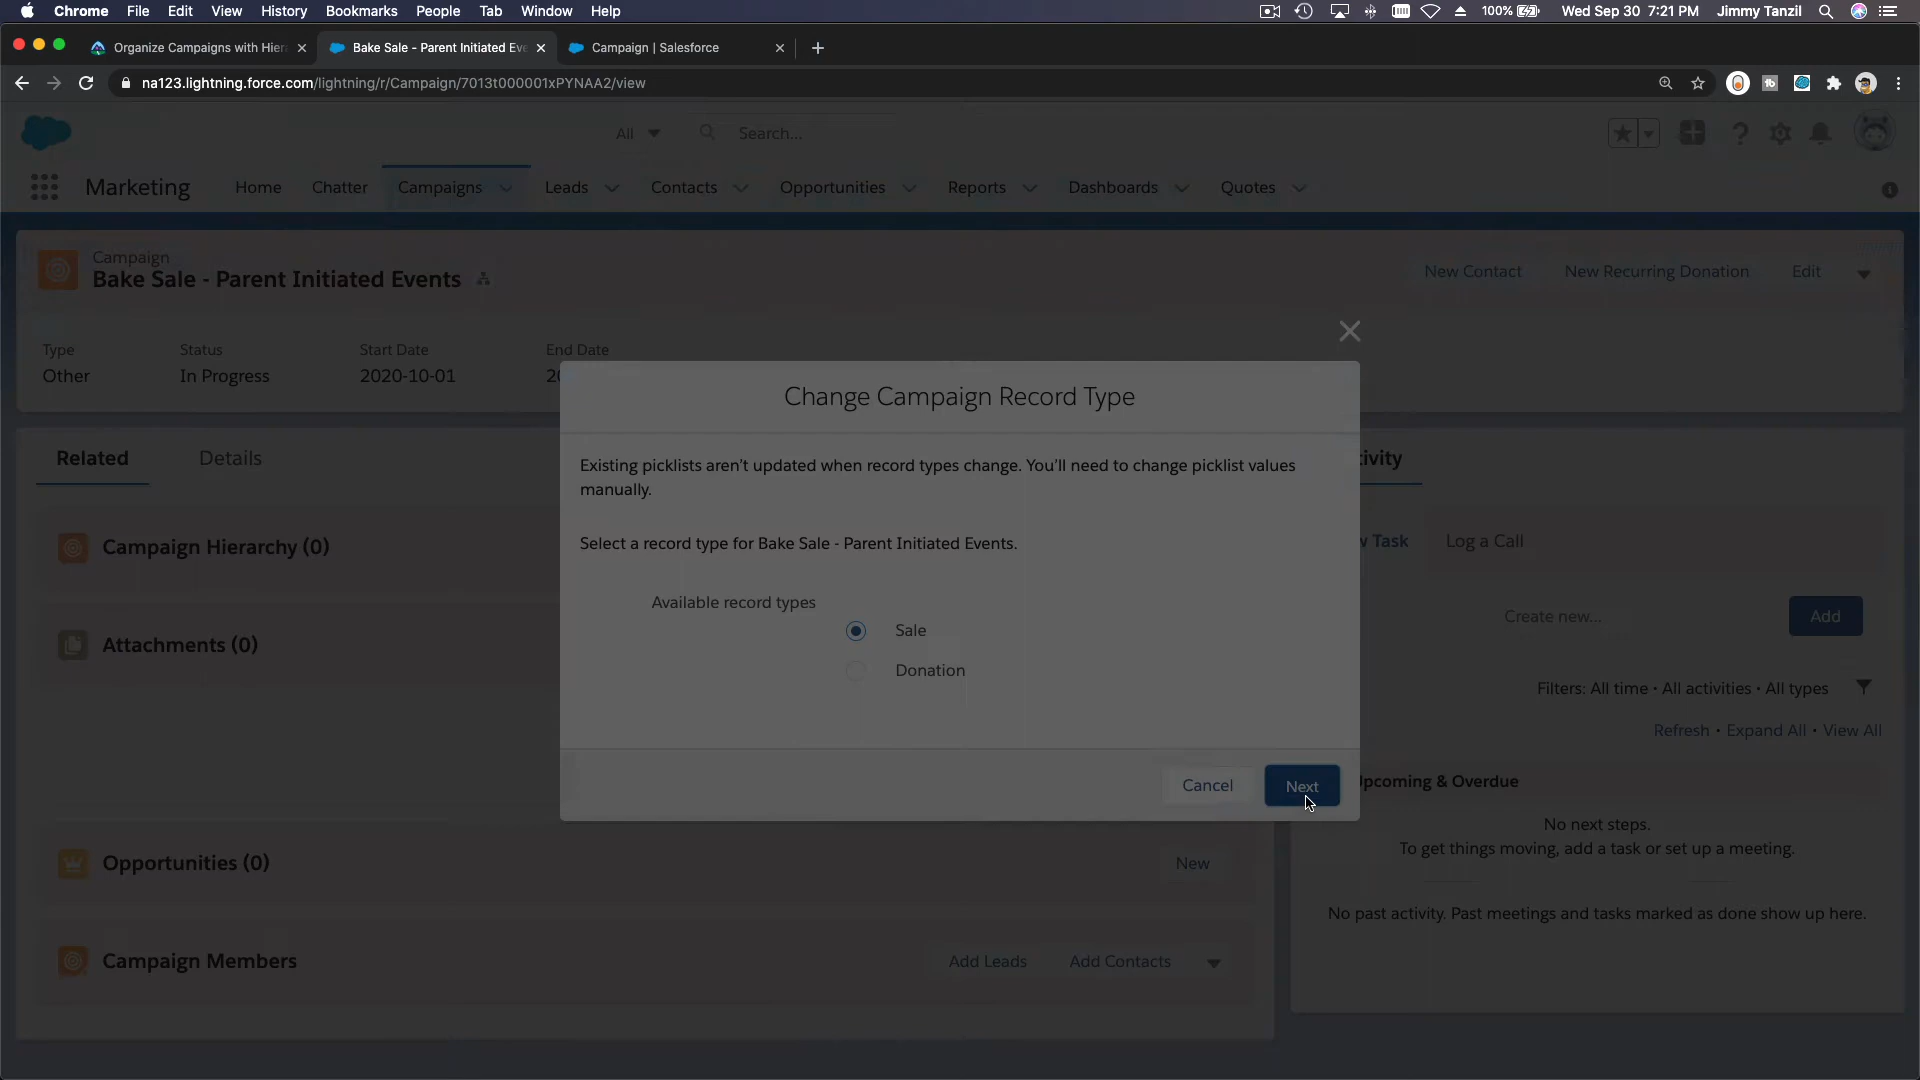 Chrome File Edit View History Bookmarks People Tab Window Help
100% Wed Sep 30 7:21 PM Jimmy Tanzil
Organize Campaigns with Hier
Bake Sale - Parent Initiated Eve
Campaign | Salesforce
na123.lightning.force.com/lightning/r/Campaign/7013t000001xPYNAA2/view
All
Search...
Marketing
Home
Chatter
Campaigns
Leads
Contacts
Opportunities
Reports
Dashboards
Quotes
Campaign
Bake Sale - Parent Initiated Events
New Contact
New Recurring Donation
Edit
Type
Status
Start Date
End Date
Other
In Progress
2020-10-01
20
Change Campaign Record Type
Existing picklists aren't updated when record types change. You'll need to change picklist values
manually.
Select a record type for Bake Sale - Parent Initiated Events.
Available record types
Sale
Donation
Cancel
Next
Related
Details
Campaign Hierarchy (0)
Attachments (0)
Opportunities (0)
New
Campaign Members
Add Leads
Add Contacts
ivity
w Task
Log a Call
Create new...
Add
Filters: All time • All activities • All types
Refresh • Expand All • View All
pcoming & Overdue
No next steps.
To get things moving, add a task or set up a meeting.
No past activity. Past meetings and tasks marked as done show up here.